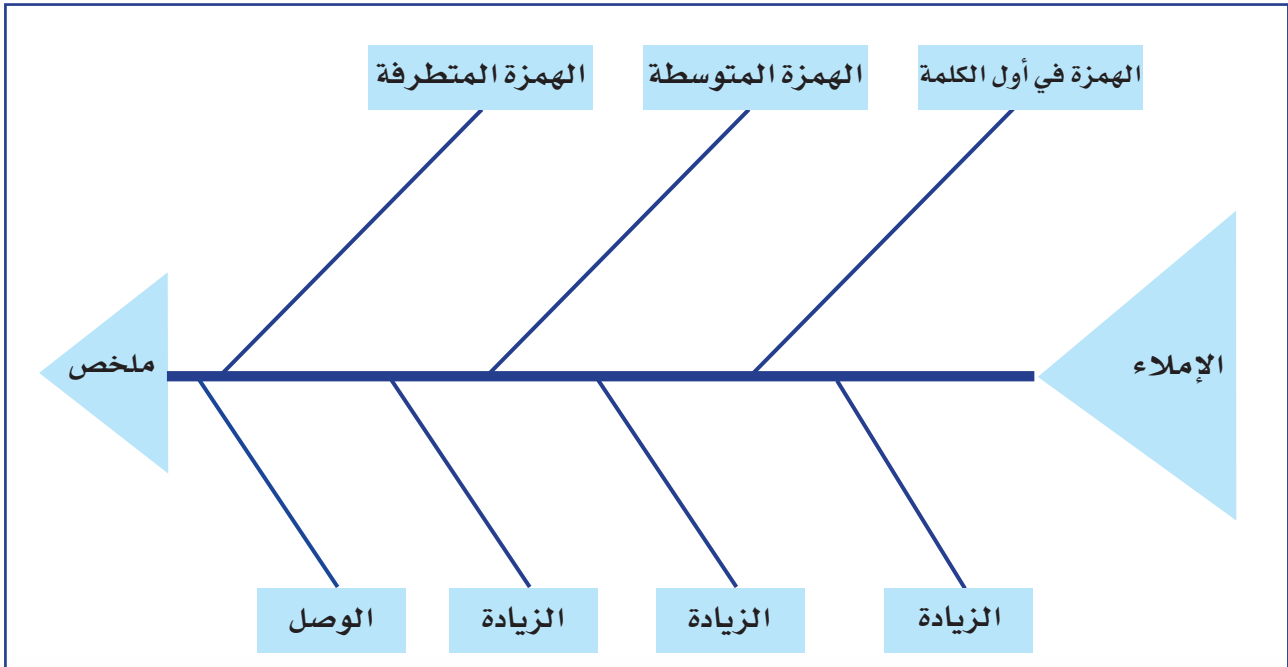 الهمزة في أول الكلمة
الهمزة المتوسطة
الهمزة المتطرفة
الإملاء
ملخص
الزيادة
الزيادة
الزيادة
الوصل